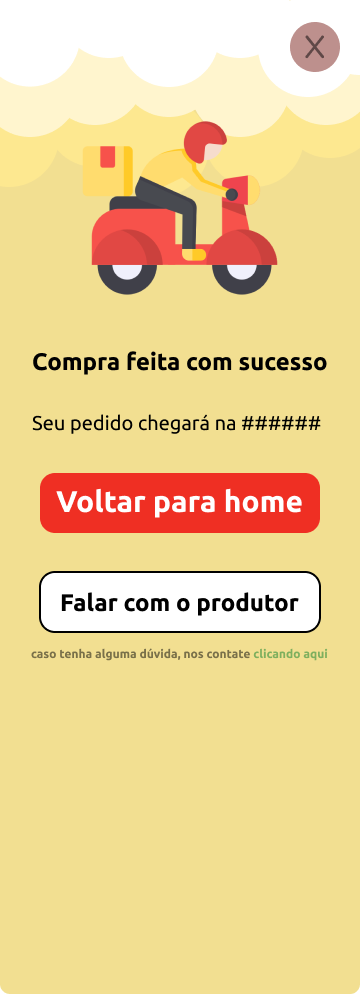 X
Compra feita com sucesso
Seu pedido chegará na ######
Voltar para home
Falar com o produtor
caso tenha alguma dúvida, nos contate clicando aqui